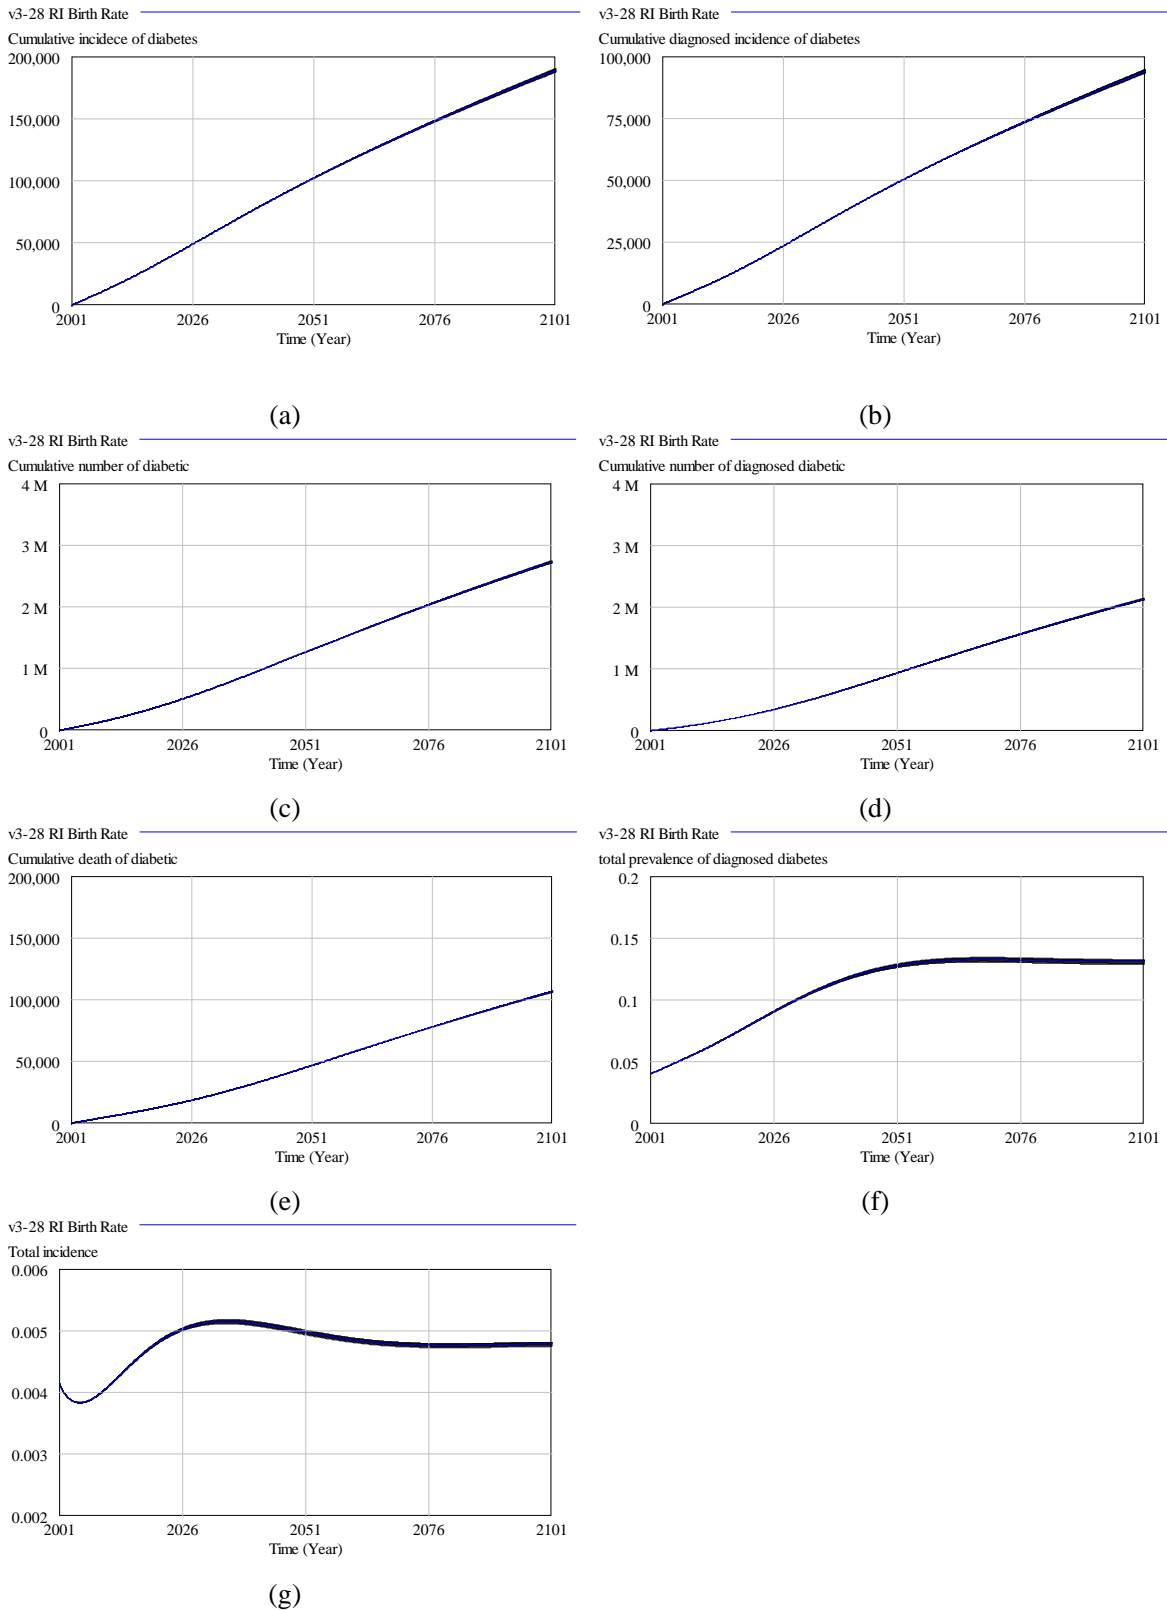 v3-28 RI Birth Rate
Cumulative incidece of diabetes
200,000
150,000
100,000
50,000
0
2001 2026 2051 2076 2101
Time (Year)
(a)
v3-28 RI Birth Rate
Cumulative diagnosed incidence of diabetes
100,000
75,000
50,000
25,000
0
2001 2026 2051 2076 2101
Time (Year)
(b)
v3-28 RI Birth Rate
Cumulative number of diabetic
4 M
3 M
2 M
1 M
0
2001 2026 2051 2076 2101
Time (Year)
(c)
v3-28 RI Birth Rate
Cumulative number of diagnosed diabetic
4 M
3 M
2 M
1 M
0
2001 2026 2051 2076 2101
Time (Year)
(d)
v3-28 RI Birth Rate
Cumulative death of diabetic
200,000
150,000
100,000
50,000
0
2001 2026 2051 2076 2101
Time (Year)
(e)
v3-28 RI Birth Rate
total prevalence of diagnosed diabetes
0.2
0.15
0.1
0.05
0
2001 2026 2051 2076 2101
Time (Year)
(f)
v3-28 RI Birth Rate
Total incidence
0.006
0.005
0.004
0.003
0.002
2001 2026 2051 2076 2101
Time (Year)
(g)